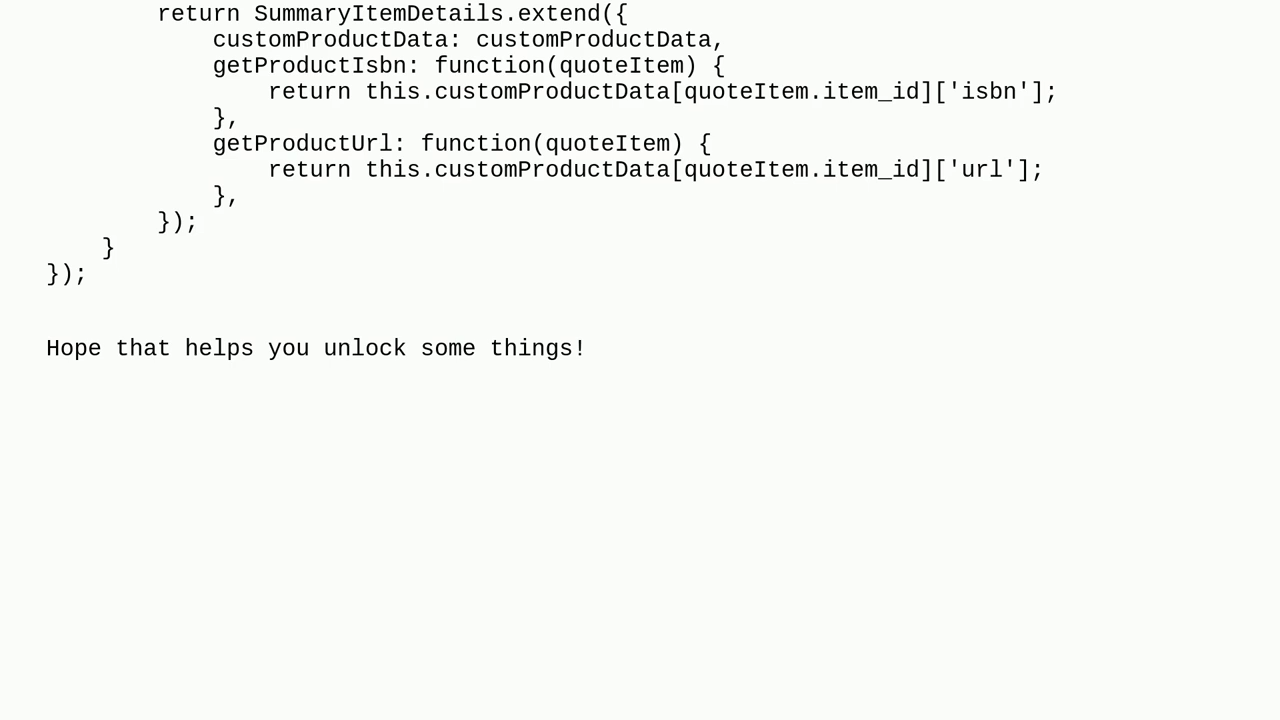 return SummaryItemDetails.extend({
customProductData: customProductData,
getProductIsbn: function(quoteItem) {
return this.customProductData[quoteItem.item_id]['isbn'];
},
getProductUrl: function(quoteItem) {
return this.customProductData[quoteItem.item_id]['url'];
},
});
}
});
Hope that helps you unlock some things!